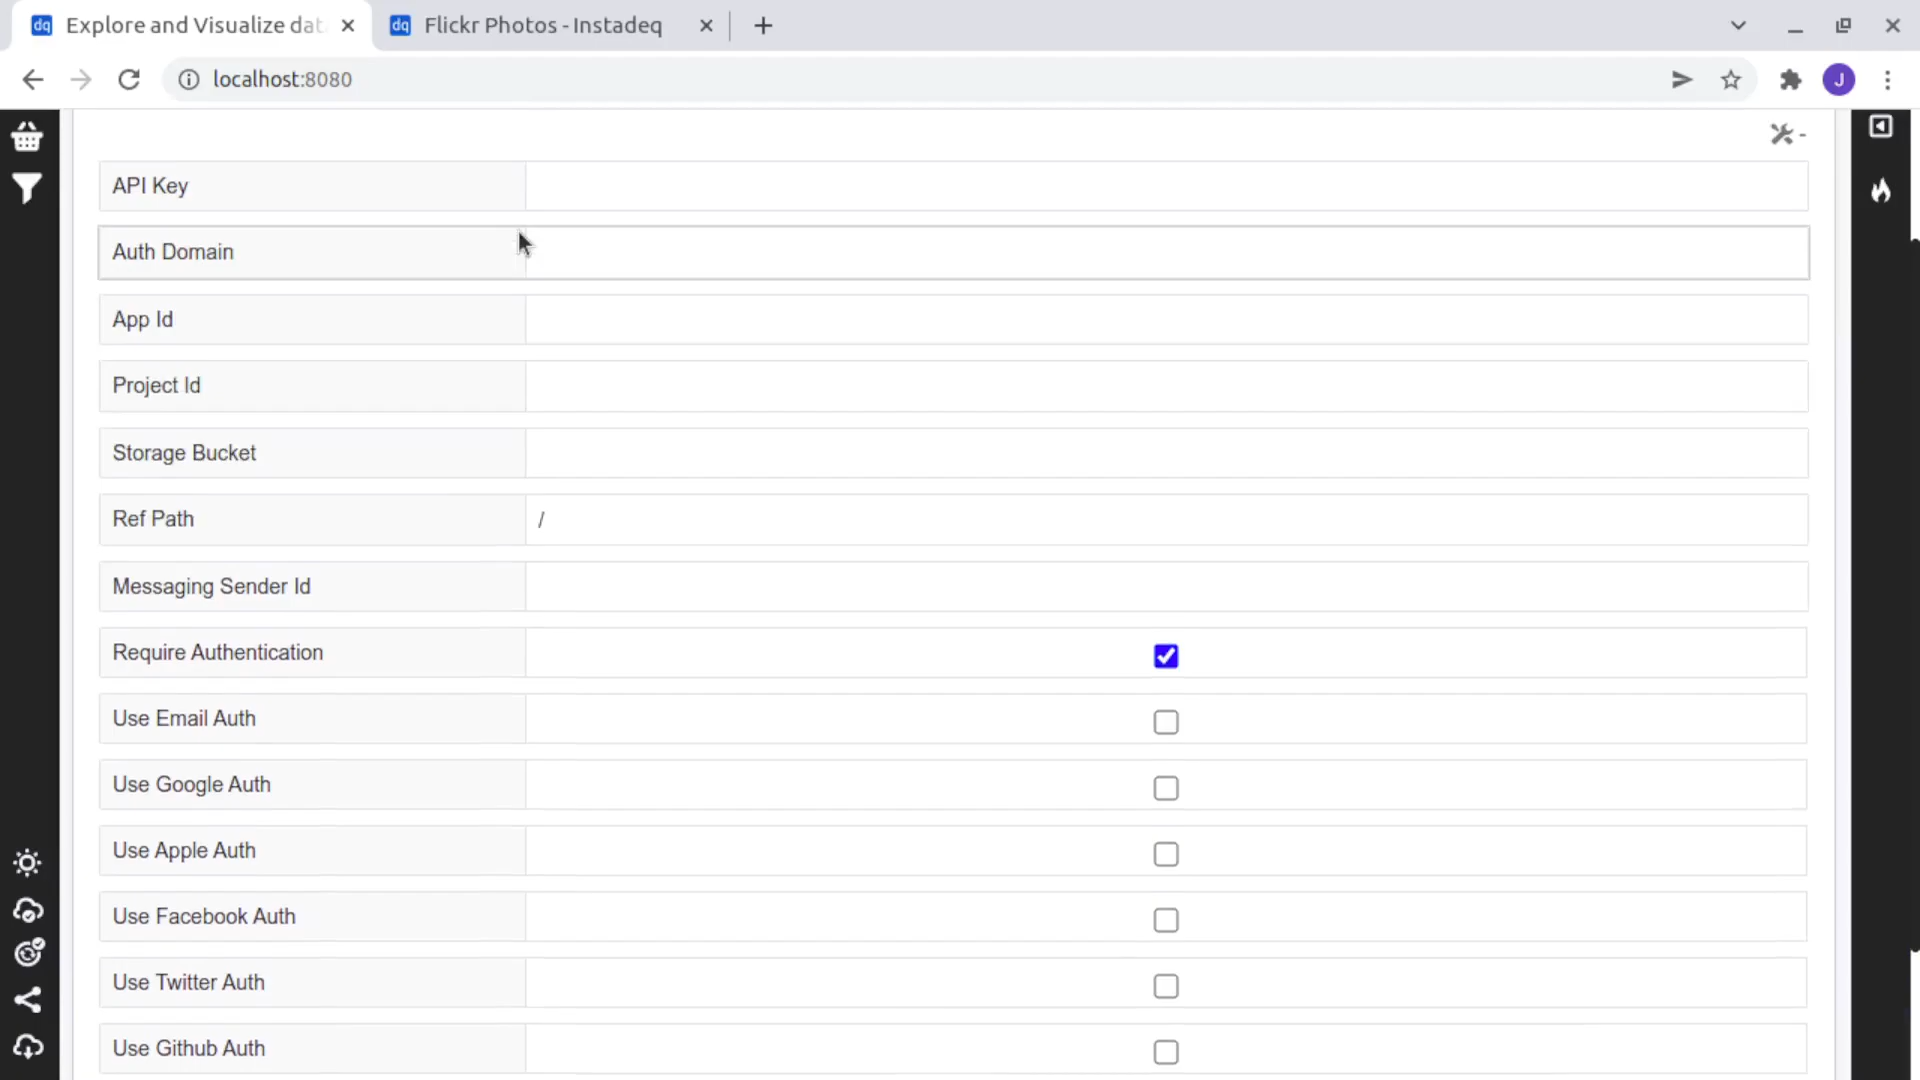 dq Explore and Visualize dat
dq Flickr Photos - Instadeq
localhost:8080
J
API Key
Auth Domain
App Id
Project Id
Storage Bucket
Ref Path /
Messaging Sender Id
Require Authentication
Use Email Auth
Use Google Auth
Use Apple Auth
Use Facebook Auth
Use Twitter Auth
Use Github Auth